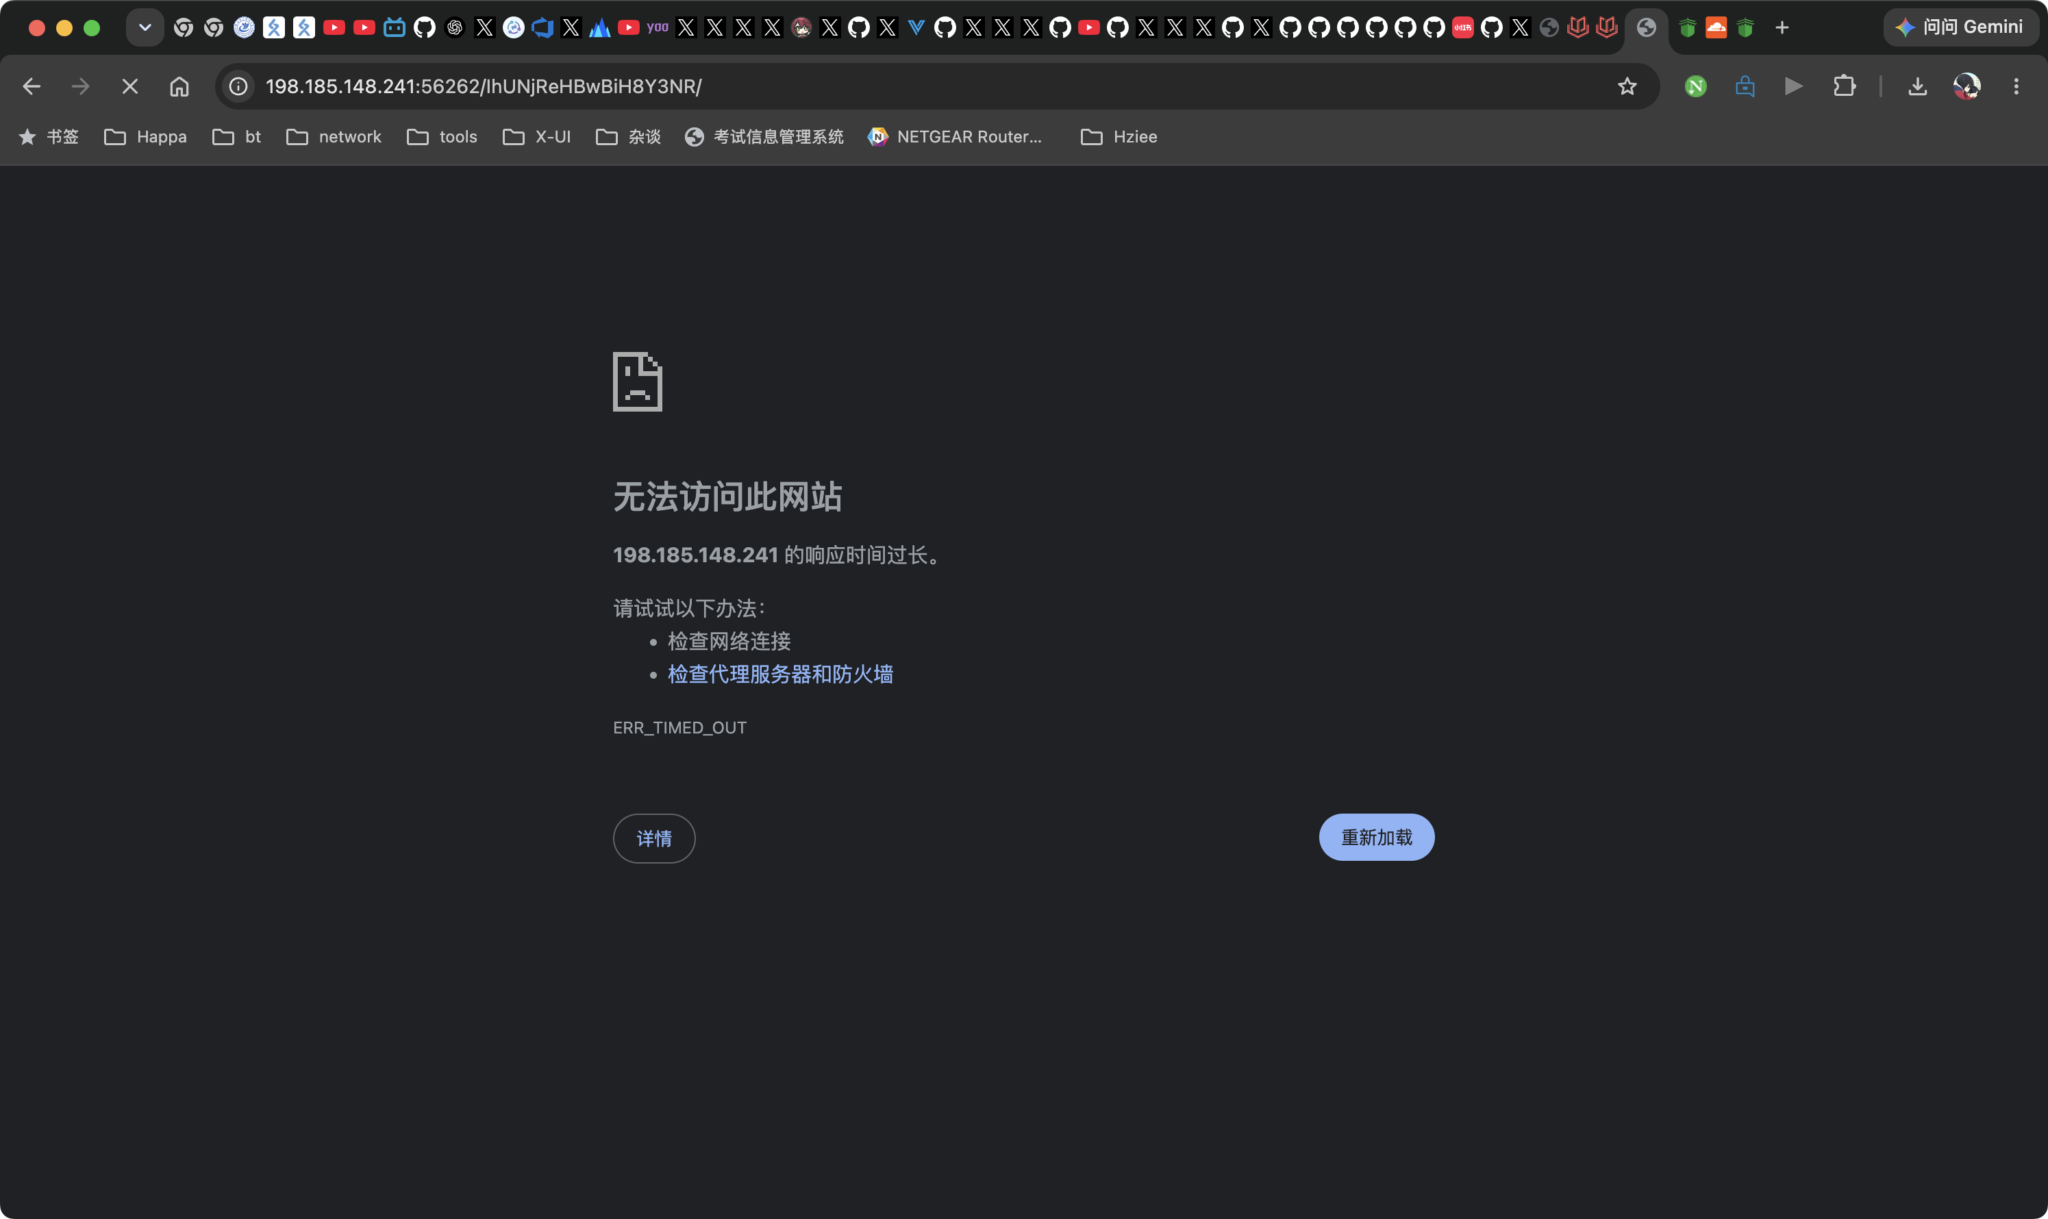 yoo
小红书
问问 Gemini
198.185.148.241:56262/lhUNjReHBwBiH8Y3NR/
书签
Happa
bt
network
tools
X-UI
杂谈
考试信息管理系统
NETGEAR Router...
Hziee
无法访问此网站
198.185.148.241 的响应时间过长。
请试试以下办法：
• 检查网络连接
• 检查代理服务器和防火墙
ERR_TIMED_OUT
详情
重新加载